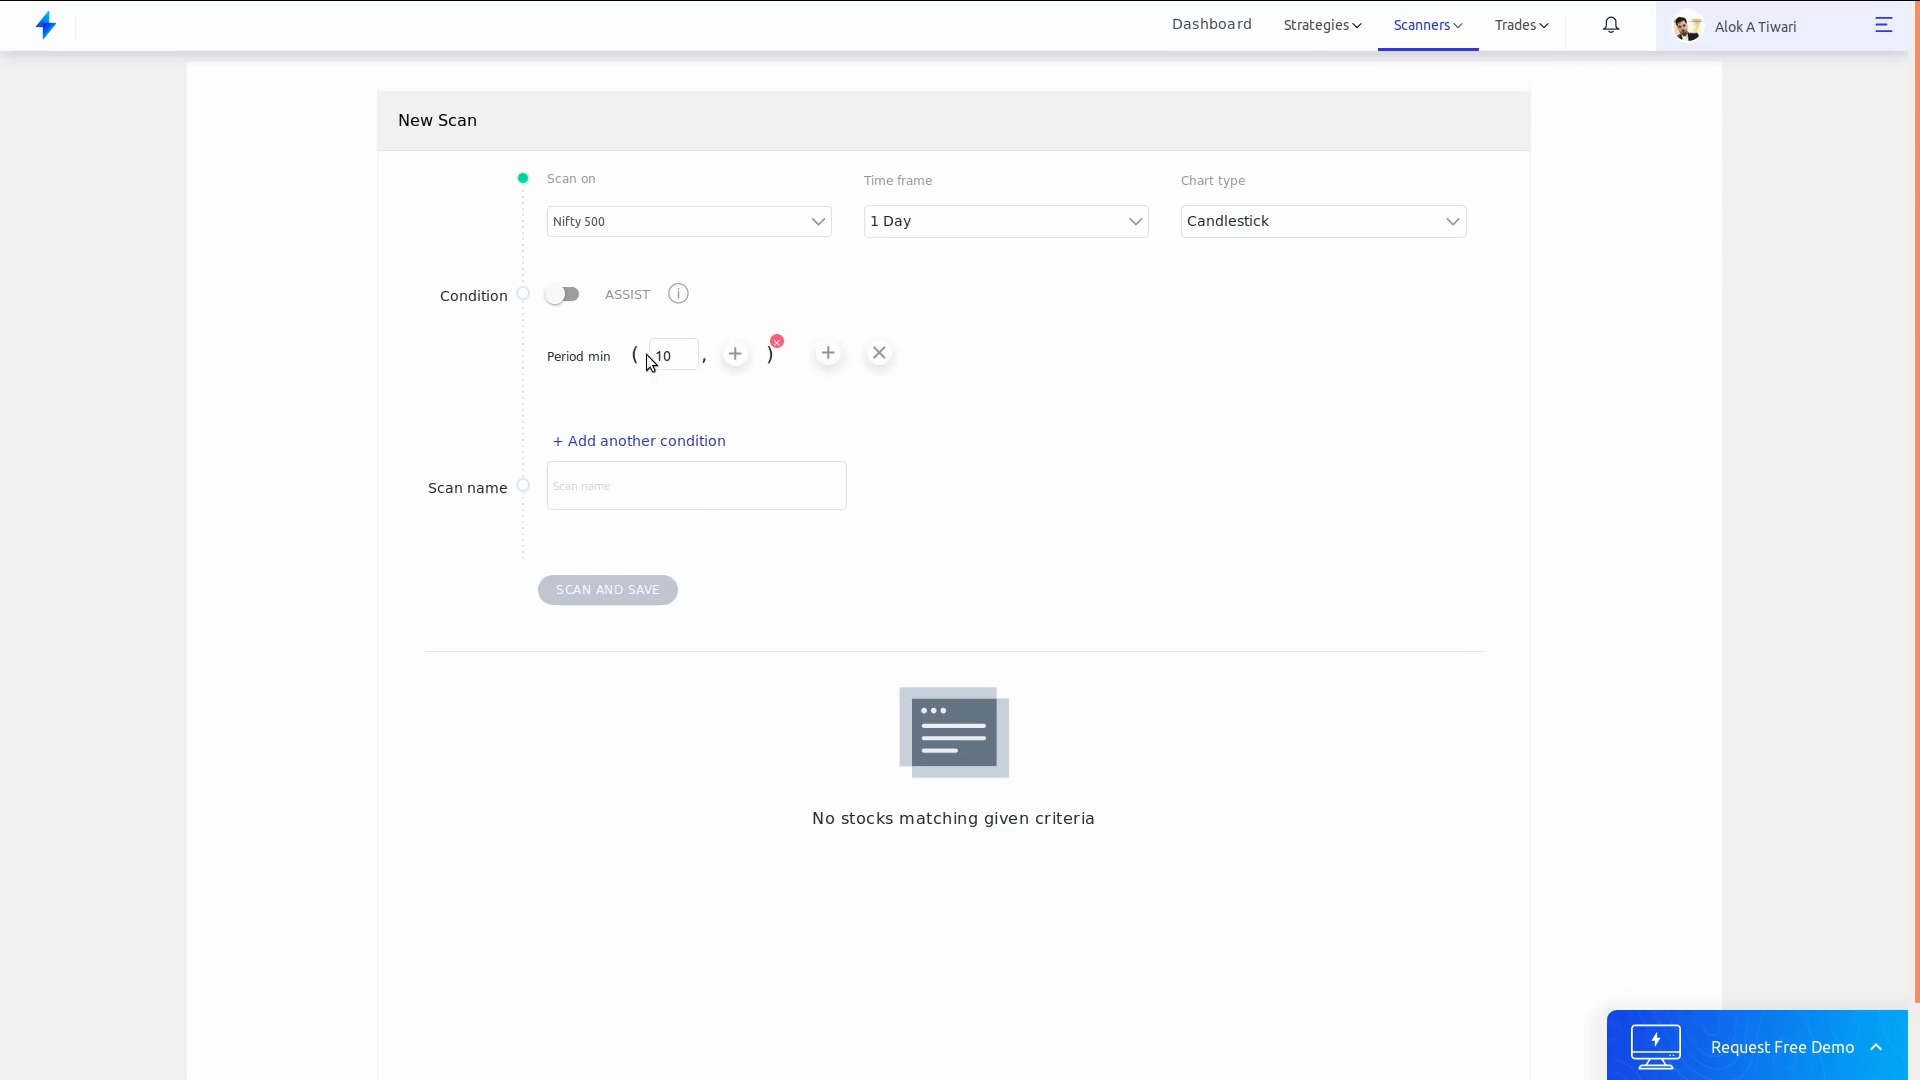 Dashboard Strategies Scanners Trades Alok A Tiwari
New Scan
Scan on Time frame Chart type
Nifty 500 1 Day Candlestick
Condition ASSIST i
Period min ( 10 , + ) × + ×
+ Add another condition
Scan name Scan name
SCAN AND SAVE
No stocks matching given criteria
Request Free Demo